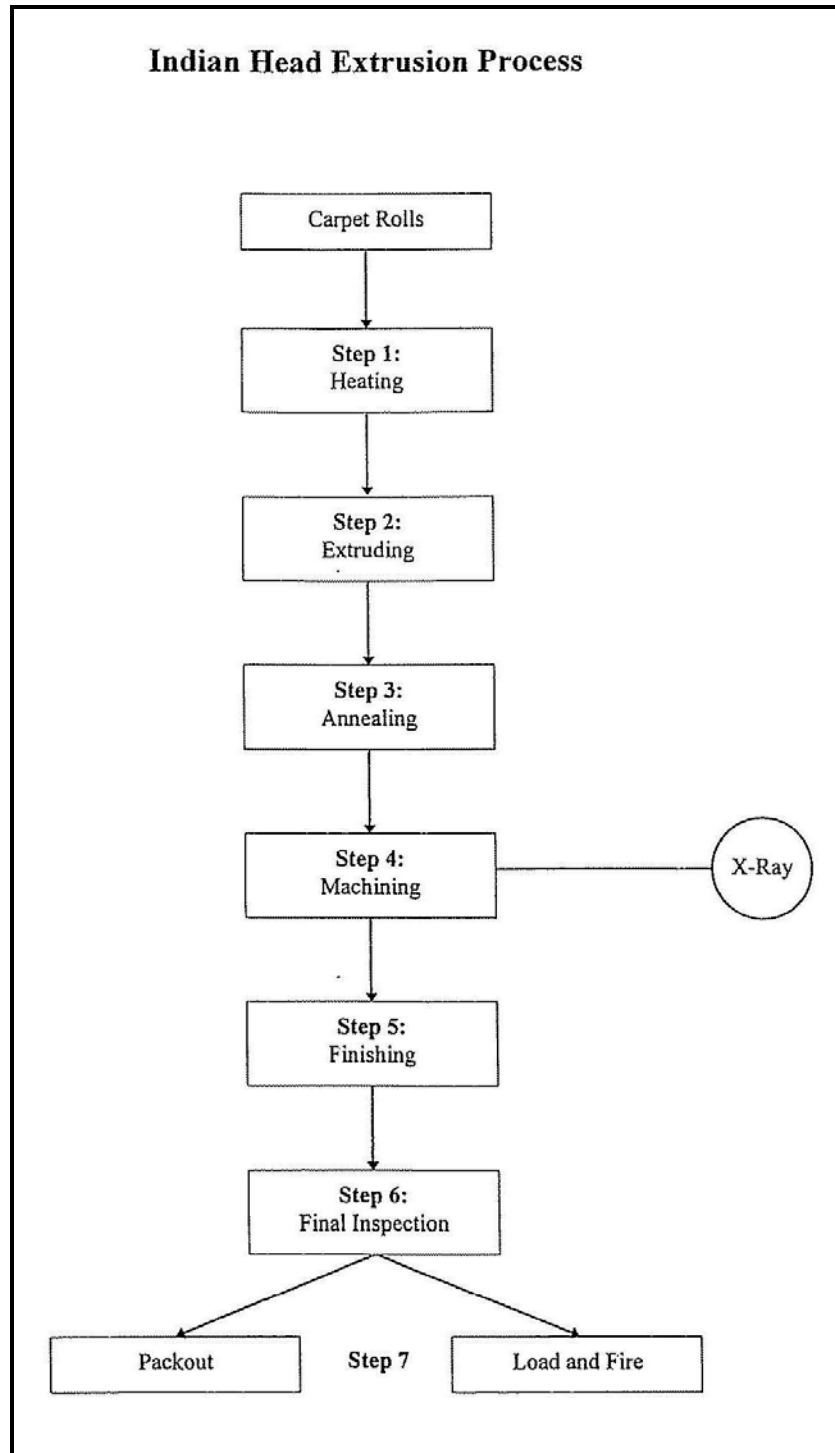 Indian Head Extrusion Process
Carpet Rolls
Step 1:
Heating
Step 2:
Extruding
Step 3:
Annealing
Step 4:
Machining
X-Ray
Step 5:
Finishing
Step 6:
Final Inspection
Packout
Step 7
Load and Fire